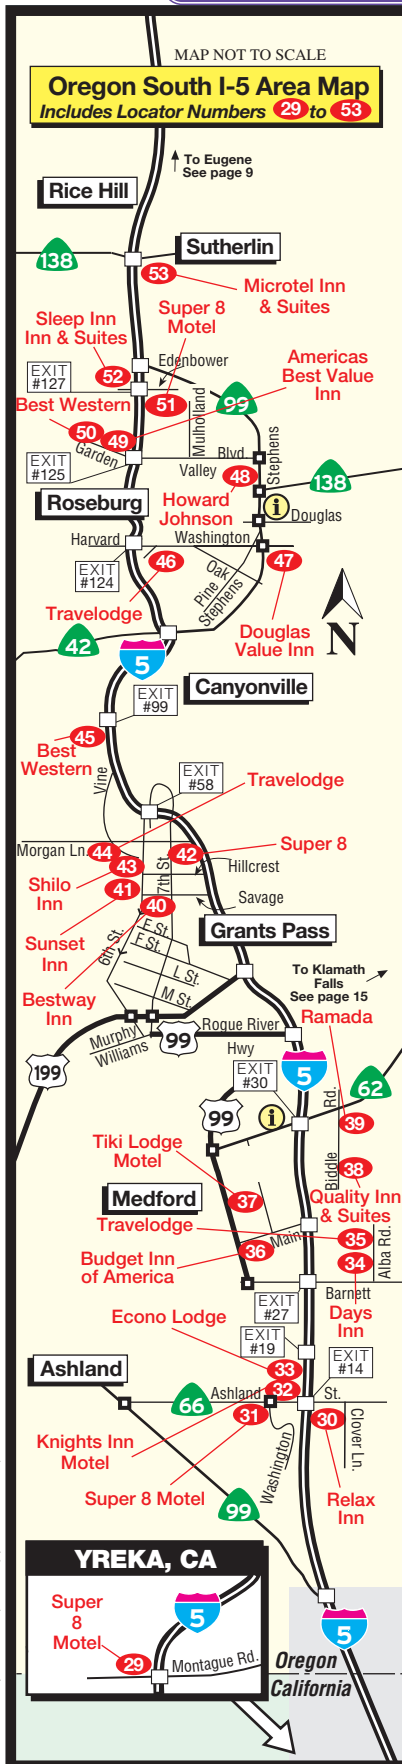 MAP NOT TO SCALE
Oregon South I-5 Area Map
Includes Locator Numbers 29 to 53
To Eugene
See page 9
Rice Hill
138
Sutherlin
53
Microtel Inn
& Suites
Super 8
Motel
Sleep Inn
Inn & Suites
Edenbower
Americas
Best Value
Inn
EXIT
#127
52
51
Mulholland
99
Best Western
50
49
Garden
Blvd.
Valley
Stephens
EXIT
#125
48
138
Roseburg
Howard
Johnson
i
Douglas
Harvard
Washington
EXIT
#124
46
Oak
Pine
Stephens
47
Travelodge
Douglas
Value Inn
42
N
5
Canyonville
EXIT
#99
45
Best
Western
Vine
EXIT
#58
Travelodge
Morgan Ln.
44
43
7th St.
42
Super 8
Hillcrest
Shilo
Inn
41
40
Savage
Sunset
Inn
6th St.
E St.
F St.
Grants Pass
L St.
M St.
Bestway
Inn
To Klamath
Falls
See page 15
Ramada
Murphy
Williams
99
Rogue River
Hwy
199
5
EXIT
#30
62
99
i
Rd.
Biddle
39
Tiki Lodge
Motel
38
Medford
37
Quality Inn
& Suites
Travelodge
Main
35
36
34
Alba Rd.
Budget Inn
of America
Barnett
EXIT
#27
Days
Inn
Econo Lodge
EXIT
#19
EXIT
#14
33
32
Ashland
66
Ashland
St.
31
30
Clover Ln.
Knights Inn
Motel
Washington
Super 8 Motel
Relax
Inn
99
YREKA, CA
Super
8
Motel
5
29
Montague Rd.
5
Oregon
California